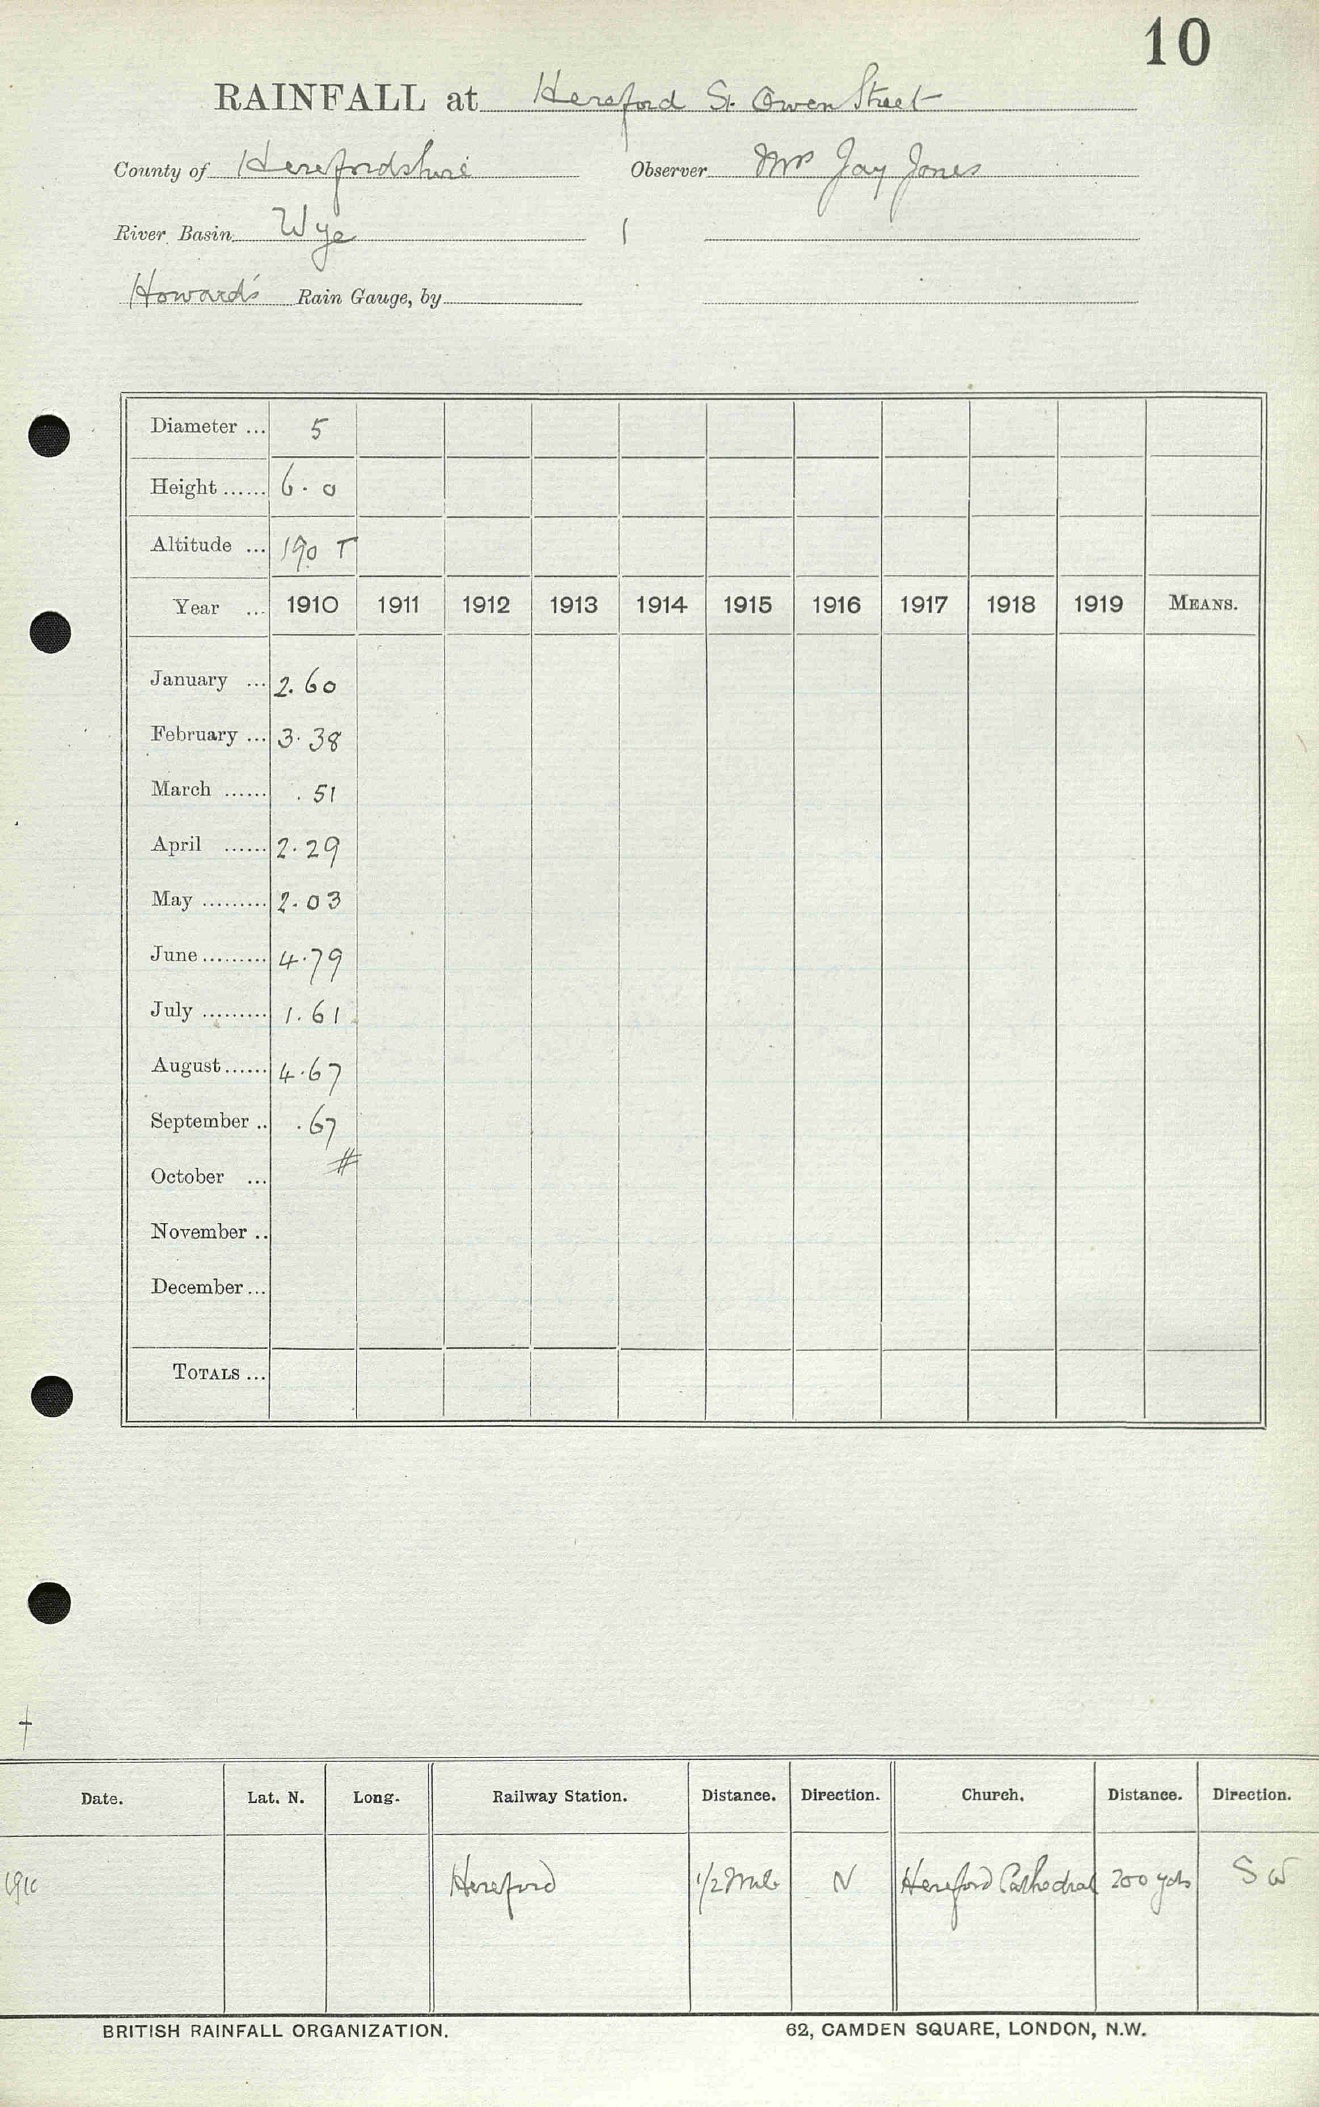 10
RAINFALL at Hereford St. Owen Street
County of Herefordshire Observer Mrs Jay Jones
River Basin Wye
Howard's Rain Gauge, by
Diameter ... 5
Height ...... 6.0
Altitude ... 190 T
Year ... 1910 1911 1912 1913 1914 1915 1916 1917 1918 1919 MEANS.
January ... 2.60
February ... 3.38
March ...... .51
April ...... 2.29
May ......... 2.03
June ......... 4.79
July ......... 1.61
August ...... 4.67
September .. .67
#
October ...
November ..
December ...
TOTALS ...
†
Date. Lat. N. Long. Railway Station. Distance. Direction. Church. Distance. Direction.
1910 Hereford 1/2 mile N Hereford Cathedral 200 yds SW
BRITISH RAINFALL ORGANIZATION. 62, CAMDEN SQUARE, LONDON, N.W.